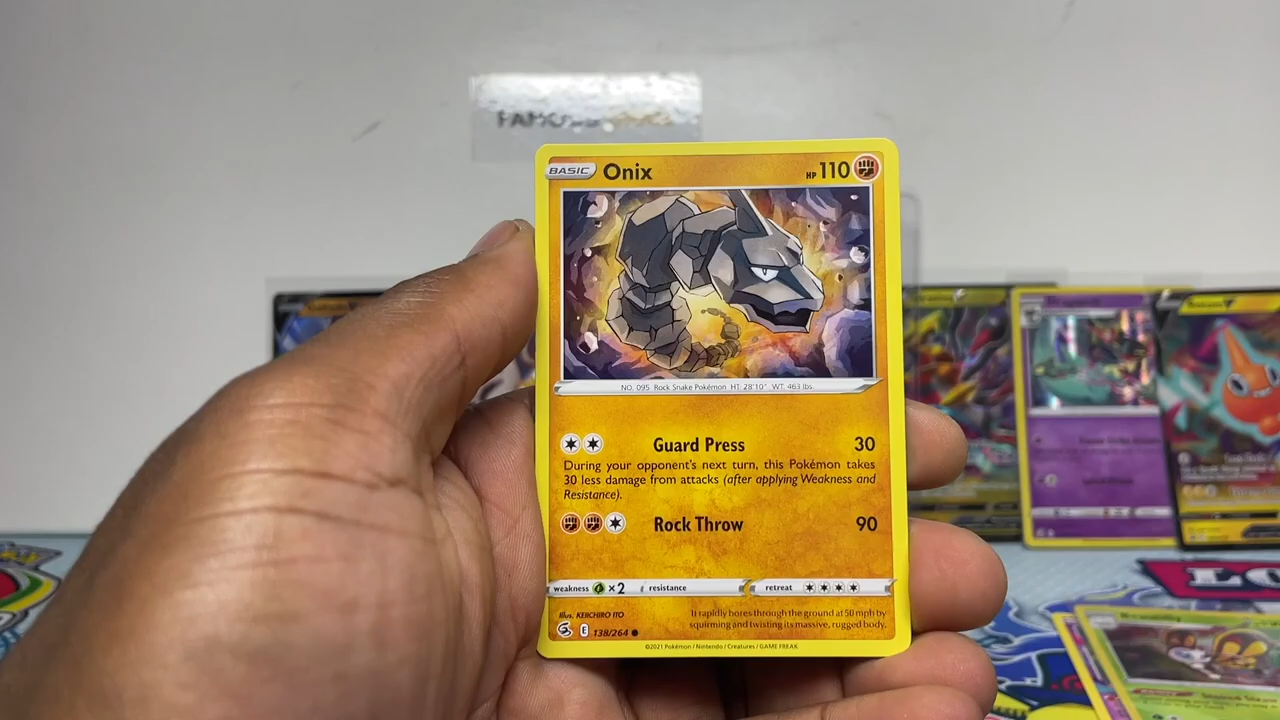 BASIC Onix HP 110
NO. 095 Rock Snake Pokémon HT: 28'10" WT: 463 lbs.
Guard Press 30
During your opponent's next turn, this Pokémon takes
30 less damage from attacks (after applying Weakness and
Resistance).
Rock Throw 90
weakness ×2 resistance retreat
Illus. KEIICHIRO ITO
It rapidly bores through the ground at 50 mph by
squirming and twisting its massive, rugged body.
E 138/264
©2021 Pokémon / Nintendo / Creatures / GAME FREAK